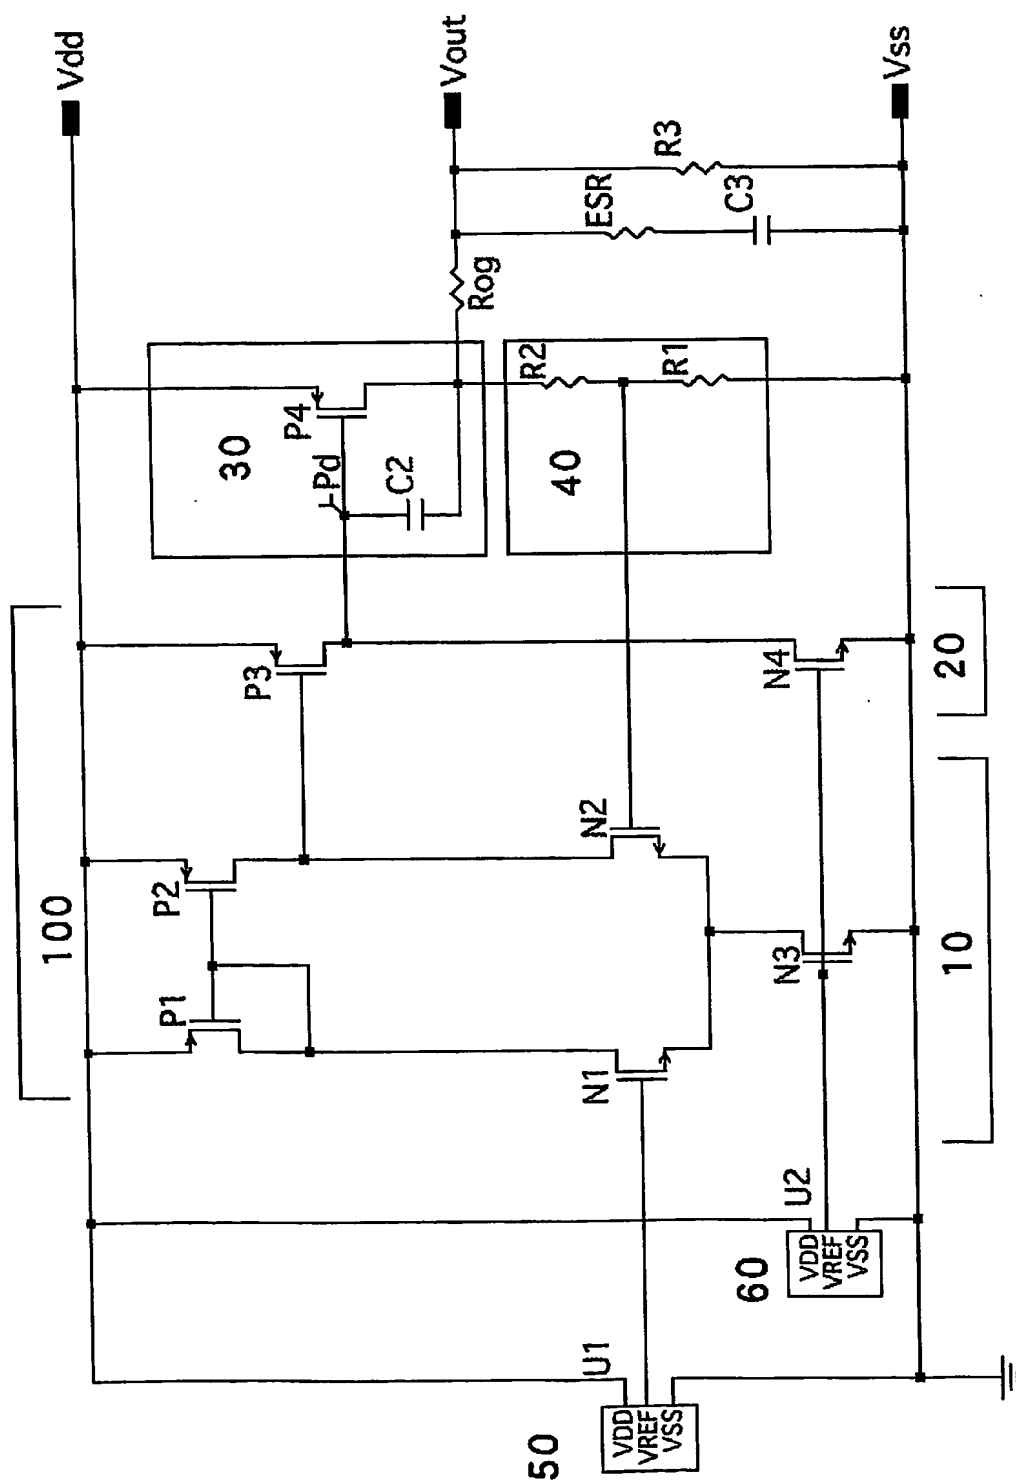 100
Vdd
P1
P2
P3
P4
30
Pd
C2
Rog
Vout
50
U1
VDD
VREF
VSS
N1
N2
40
R2
R1
ESR
R3
C3
60
U2
VDD
VREF
VSS
N3
N4
Vss
10
20